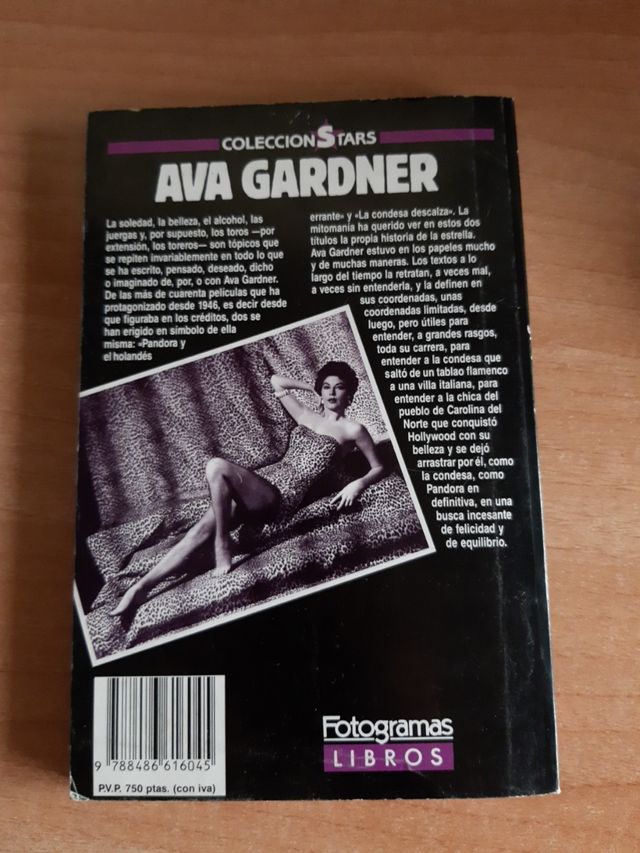 COLECCION STARS
AVA GARDNER
La soledad, la belleza, el alcohol, las
juergas y, por supuesto, los toros —por
extensión, los toreros— son tópicos que
se repiten invariablemente en todo lo que
se ha escrito, pensado, deseado, dicho
o imaginado de, por, o con Ava Gardner.
De las más de cuarenta películas que ha
protagonizado desde 1946, es decir desde
que figuraba en los créditos, dos se
han erigido en símbolo de ella
misma: «Pandora y
el holandés
errante» y «La condesa descalza». La
mitomanía ha querido ver en estos dos
títulos la propia historia de la estrella.
Ava Gardner estuvo en los papeles mucho
y de muchas maneras. Los textos a lo
largo del tiempo la retratan, a veces mal,
a veces sin entenderla, y la definen en
sus coordenadas, unas
coordenadas limitadas, desde
luego, pero útiles para
entender, a grandes rasgos,
toda su carrera, para
entender a la condesa que
saltó de un tablao flamenco
a una villa italiana, para
entender a la chica del
pueblo de Carolina del
Norte que conquistó
Hollywood con su
belleza y se dejó
arrastrar por él, como
la condesa, como
Pandora en
definitiva, en una
busca incesante
de felicidad y
de equilibrio.
9 788486 616045
P.V.P. 750 ptas. (con iva)
Fotogramas
LIBROS